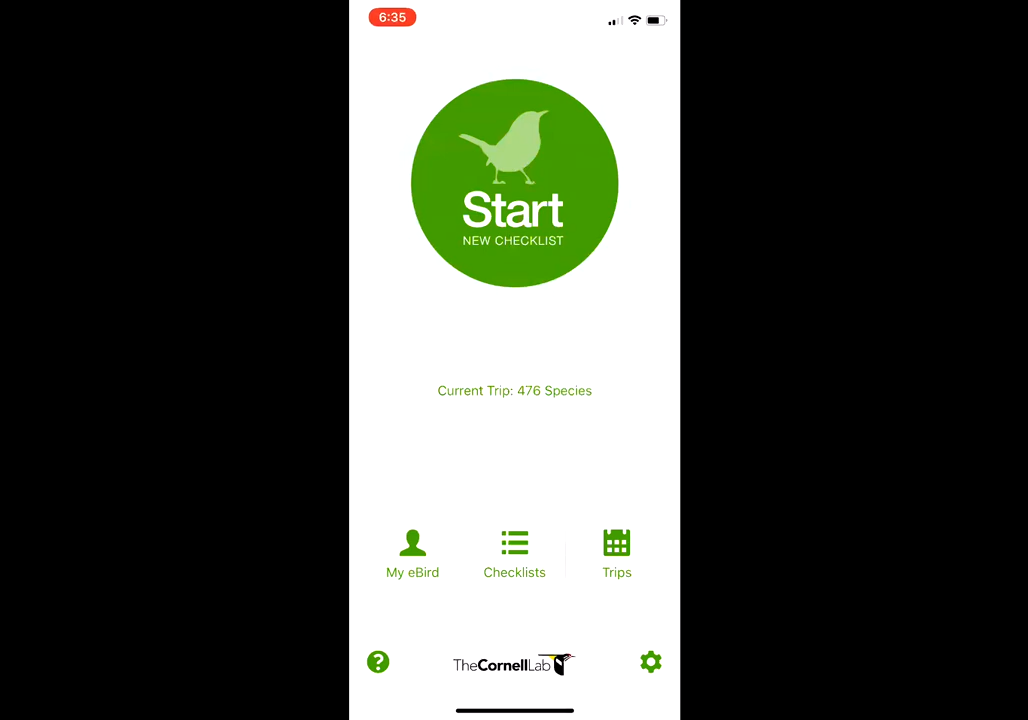 6:35
Start
NEW CHECKLIST
Current Trip: 476 Species
My eBird
Checklists
Trips
?
TheCornellLab